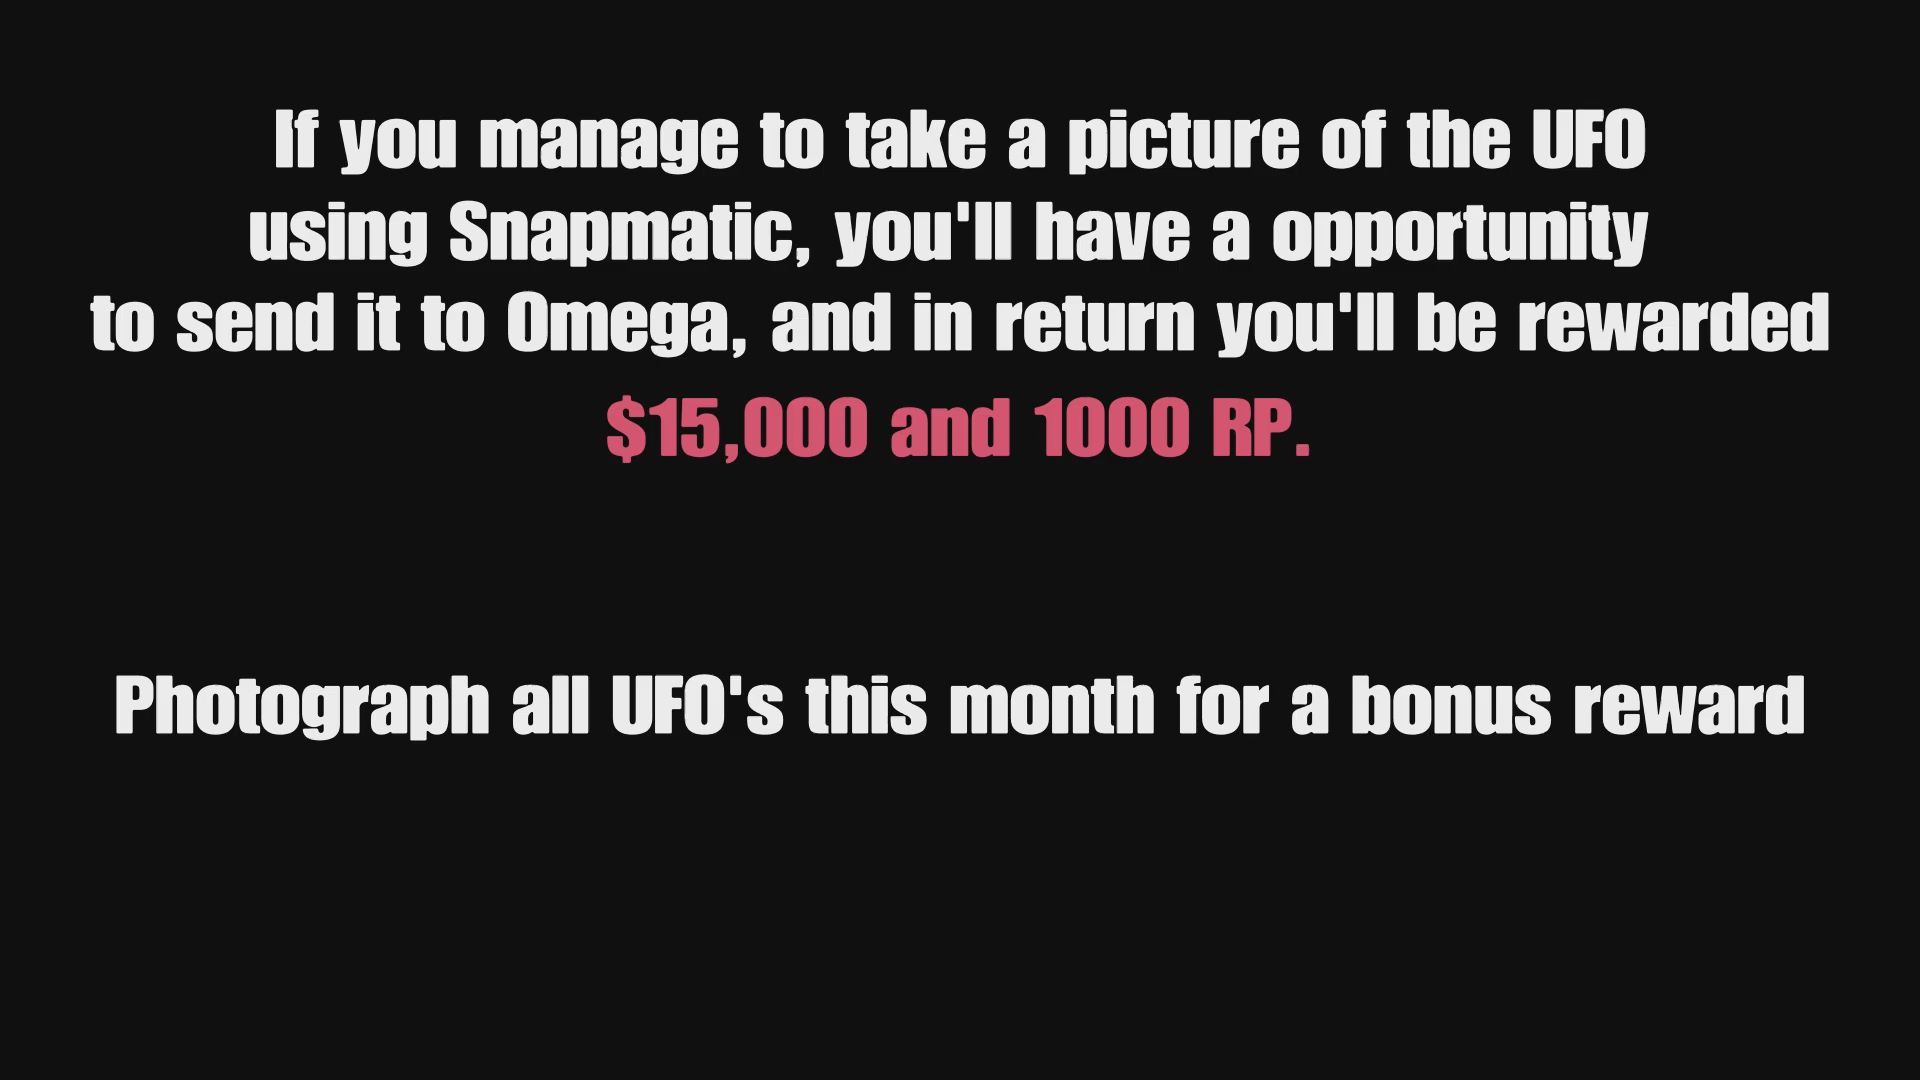 If you manage to take a picture of the UFO
using Snapmatic, you'll have a opportunity
to send it to Omega, and in return you'll be rewarded
$15,000 and 1000 RP.
Photograph all UFO's this month for a bonus reward